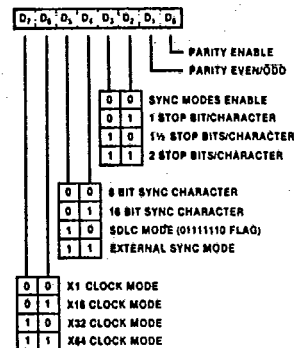 D7 D6 D5 D4 D3 D2 D1 D0
PARITY ENABLE
PARITY EVEN/ODD
0 0 SYNC MODES ENABLE
0 1 1 STOP BIT/CHARACTER
1 0 1½ STOP BITS/CHARACTER
1 1 2 STOP BITS/CHARACTER
0 0 8 BIT SYNC CHARACTER
0 1 16 BIT SYNC CHARACTER
1 0 SDLC MODE (01111110 FLAG)
1 1 EXTERNAL SYNC MODE
0 0 X1 CLOCK MODE
0 1 X16 CLOCK MODE
1 0 X32 CLOCK MODE
1 1 X64 CLOCK MODE